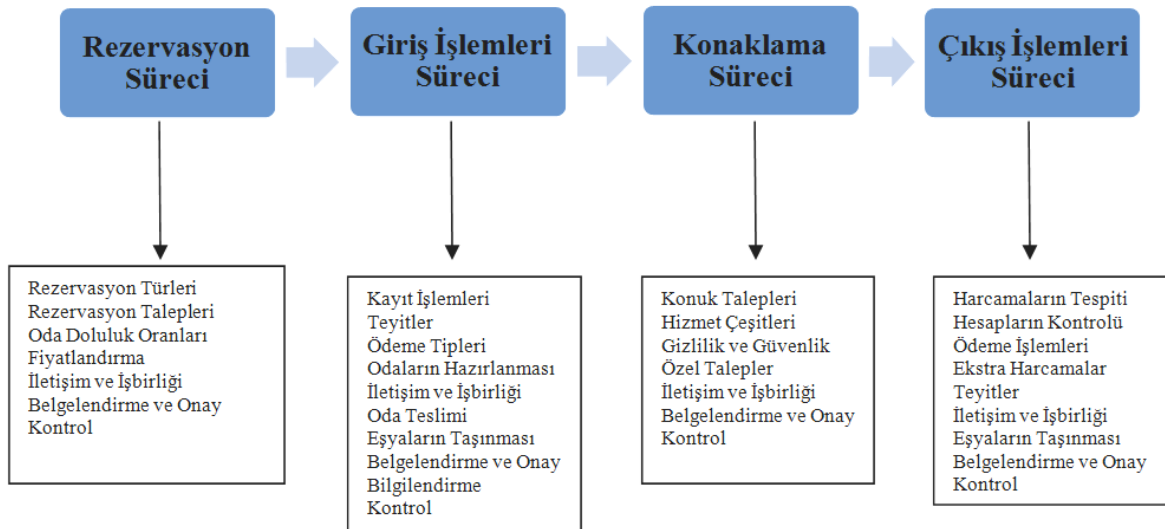 Rezervasyon
Süreci
Giriş İşlemleri
Süreci
Konaklama
Süreci
Çıkış İşlemleri
Süreci
Rezervasyon Türleri
Rezervasyon Talepleri
Oda Doluluk Oranları
Fiyatlandırma
İletişim ve İşbirliği
Belgelendirme ve Onay
Kontrol
Kayıt İşlemleri
Teyitler
Ödeme Tipleri
Odaların Hazırlanması
İletişim ve İşbirliği
Oda Teslimi
Eşyaların Taşınması
Belgelendirme ve Onay
Bilgilendirme
Kontrol
Konuk Talepleri
Hizmet Çeşitleri
Gizlilik ve Güvenlik
Özel Talepler
İletişim ve İşbirliği
Belgelendirme ve Onay
Kontrol
Harcamaların Tespiti
Hesapların Kontrolü
Ödeme İşlemleri
Ekstra Harcamalar
Teyitler
İletişim ve İşbirliği
Eşyaların Taşınması
Belgelendirme ve Onay
Kontrol